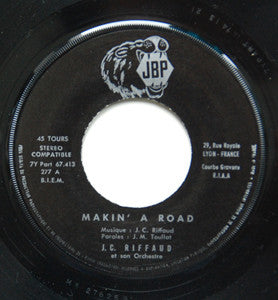 JBP
45 TOURS
STEREO
COMPATIBLE
7Y Part 67.413
277 A
B.I.E.M.
29, Rue Royale
LYON - FRANCE
Courbe Gravure
R.I.A.A
MAKIN' A ROAD
Musique : J. C. Riffaud
Paroles : J. M. Toullat
J.C. RIFFAUD
et son Orchestre